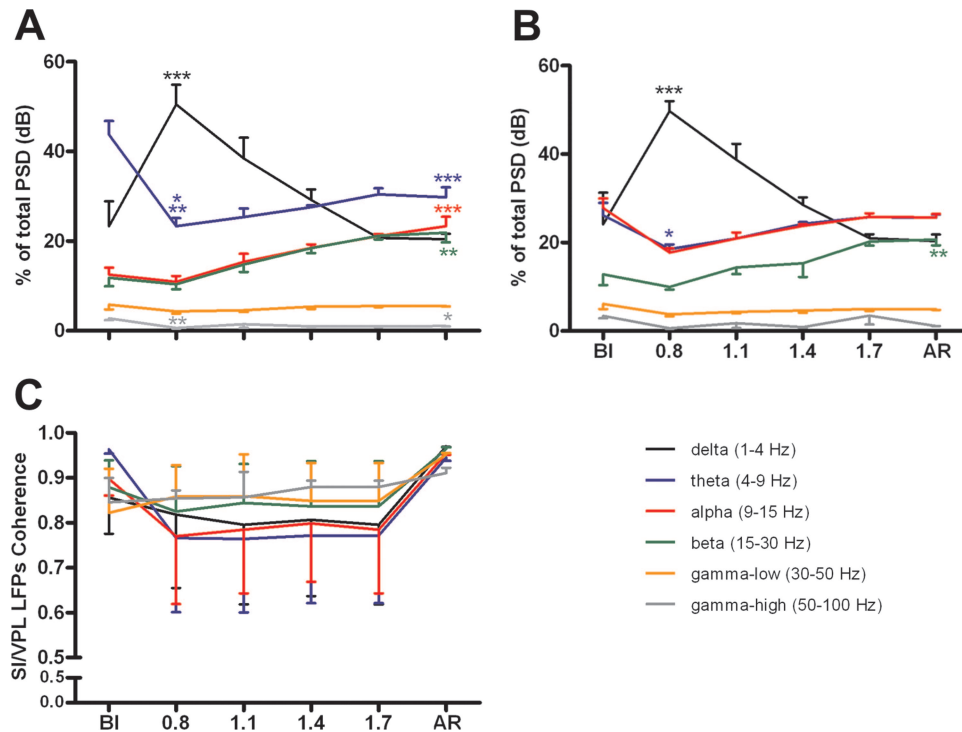 A
% of total PSD (dB)
60
40
20
0
***
*
**
**
***
***
**
*
B
% of total PSD (dB)
60
40
20
0
***
*
**
BI 0.8 1.1 1.4 1.7 AR
C
SI/VPL LFPs Coherence
1.0
0.9
0.8
0.7
0.6
0.5
0.5
0.0
BI 0.8 1.1 1.4 1.7 AR
delta (1-4 Hz)
theta (4-9 Hz)
alpha (9-15 Hz)
beta (15-30 Hz)
gamma-low (30-50 Hz)
gamma-high (50-100 Hz)